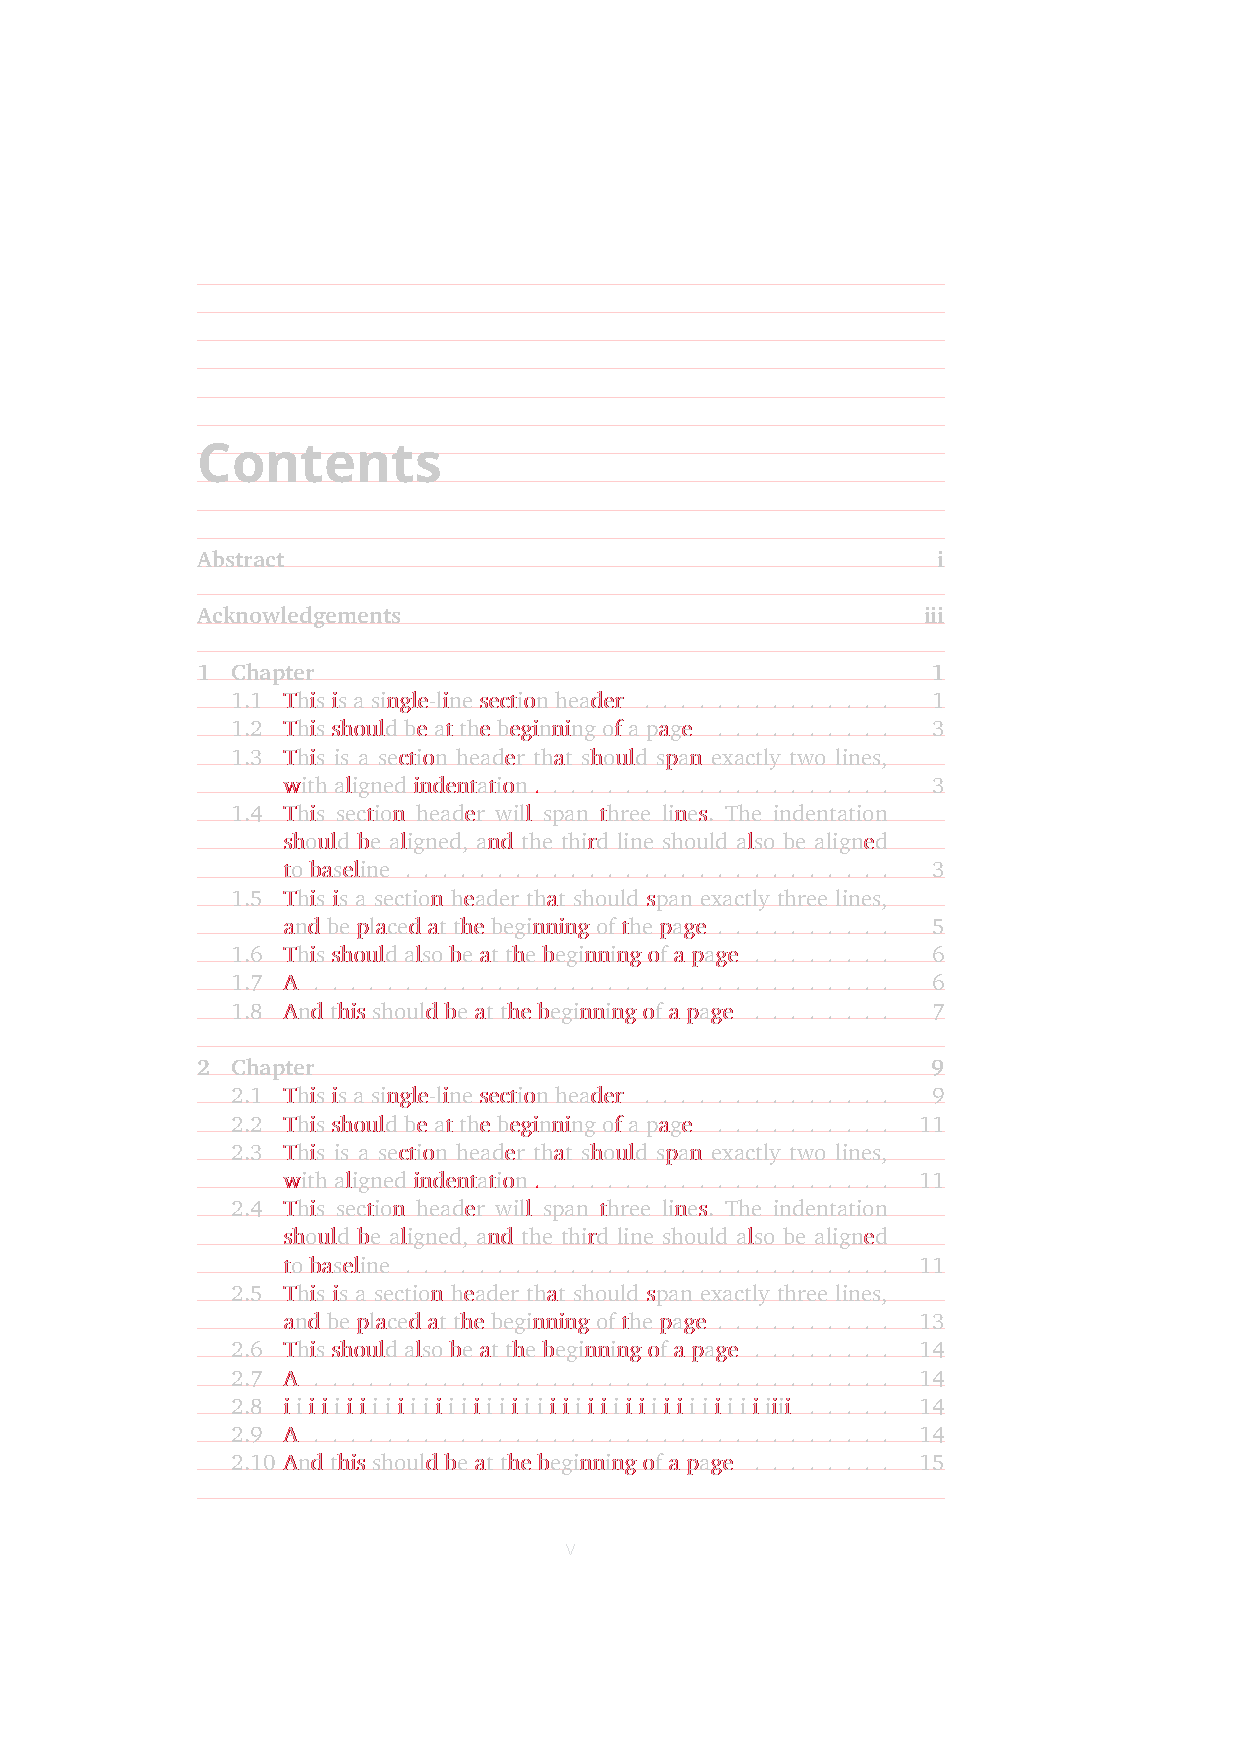 Contents
Abstract i
Acknowledgements iii
1 Chapter 1
1.1 This is a single-line section header . . . . . . . . . . . . . . 1
1.2 This should be at the beginning of a page . . . . . . . . . . 3
1.3 This is a section header that should span exactly two lines,
with aligned indentation . . . . . . . . . . . . . . . . . . . . 3
1.4 This section header will span three lines. The indentation
should be aligned, and the third line should also be aligned
to baseline . . . . . . . . . . . . . . . . . . . . . . . . . . . 3
1.5 This is a section header that should span exactly three lines,
and be placed at the beginning of the page . . . . . . . . . . 5
1.6 This should also be at the beginning of a page . . . . . . . . 6
1.7 A . . . . . . . . . . . . . . . . . . . . . . . . . . . . . . . . 6
1.8 And this should be at the beginning of a page . . . . . . . . 7
2 Chapter 9
2.1 This is a single-line section header . . . . . . . . . . . . . . 9
2.2 This should be at the beginning of a page . . . . . . . . . . 11
2.3 This is a section header that should span exactly two lines,
with aligned indentation . . . . . . . . . . . . . . . . . . . . 11
2.4 This section header will span three lines. The indentation
should be aligned, and the third line should also be aligned
to baseline . . . . . . . . . . . . . . . . . . . . . . . . . . . 11
2.5 This is a section header that should span exactly three lines,
and be placed at the beginning of the page . . . . . . . . . . 13
2.6 This should also be at the beginning of a page . . . . . . . . 14
2.7 A . . . . . . . . . . . . . . . . . . . . . . . . . . . . . . . . 14
2.8 i i i i i i i i i i i i i i i i i i i i i i i i i i i i i i i i i i i i i i iiii . . . . . 14
2.9 A . . . . . . . . . . . . . . . . . . . . . . . . . . . . . . . . 14
2.10 And this should be at the beginning of a page . . . . . . . . 15
v